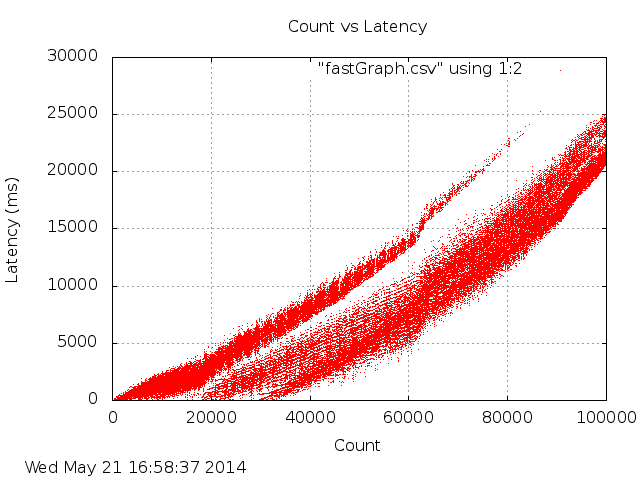 Count vs Latency
"fastGraph.csv" using 1:2
30000
25000
20000
15000
10000
5000
0
Latency (ms)
0 20000 40000 60000 80000 100000
Count
Wed May 21 16:58:37 2014